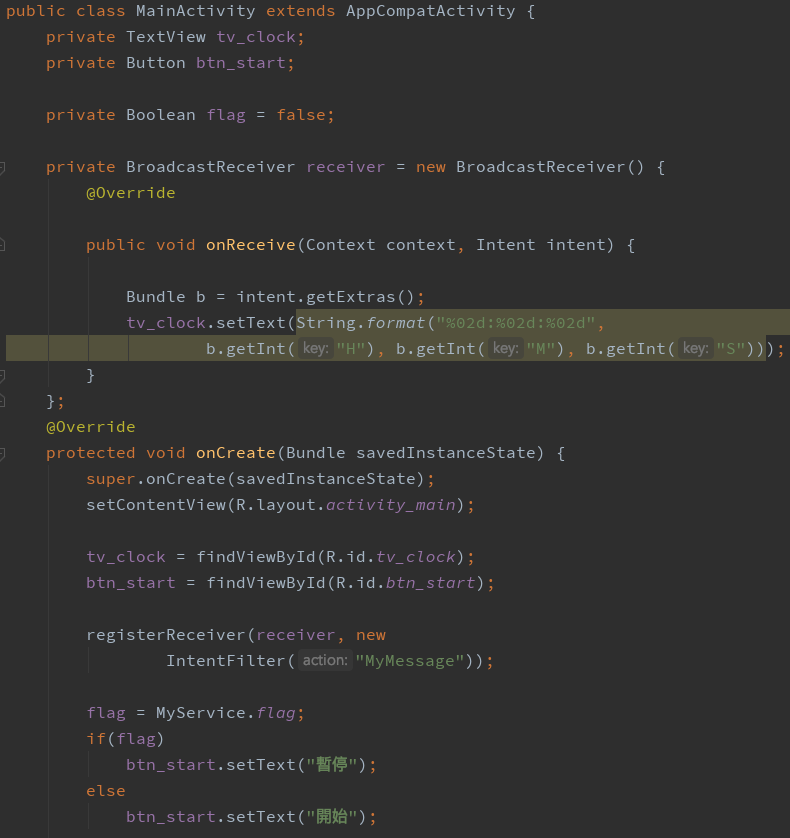 public class MainActivity extends AppCompatActivity {
private TextView tv_clock;
private Button btn_start;
private Boolean flag = false;
private BroadcastReceiver receiver = new BroadcastReceiver() {
@Override
public void onReceive(Context context, Intent intent) {
Bundle b = intent.getExtras();
tv_clock.setText(String.format("%02d:%02d:%02d",
b.getInt( key: "H"), b.getInt( key: "M"), b.getInt( key: "S")));
}
};
@Override
protected void onCreate(Bundle savedInstanceState) {
super.onCreate(savedInstanceState);
setContentView(R.layout.activity_main);
tv_clock = findViewById(R.id.tv_clock);
btn_start = findViewById(R.id.btn_start);
registerReceiver(receiver, new
IntentFilter( action: "MyMessage"));
flag = MyService.flag;
if(flag)
btn_start.setText("暫停");
else
btn_start.setText("開始");